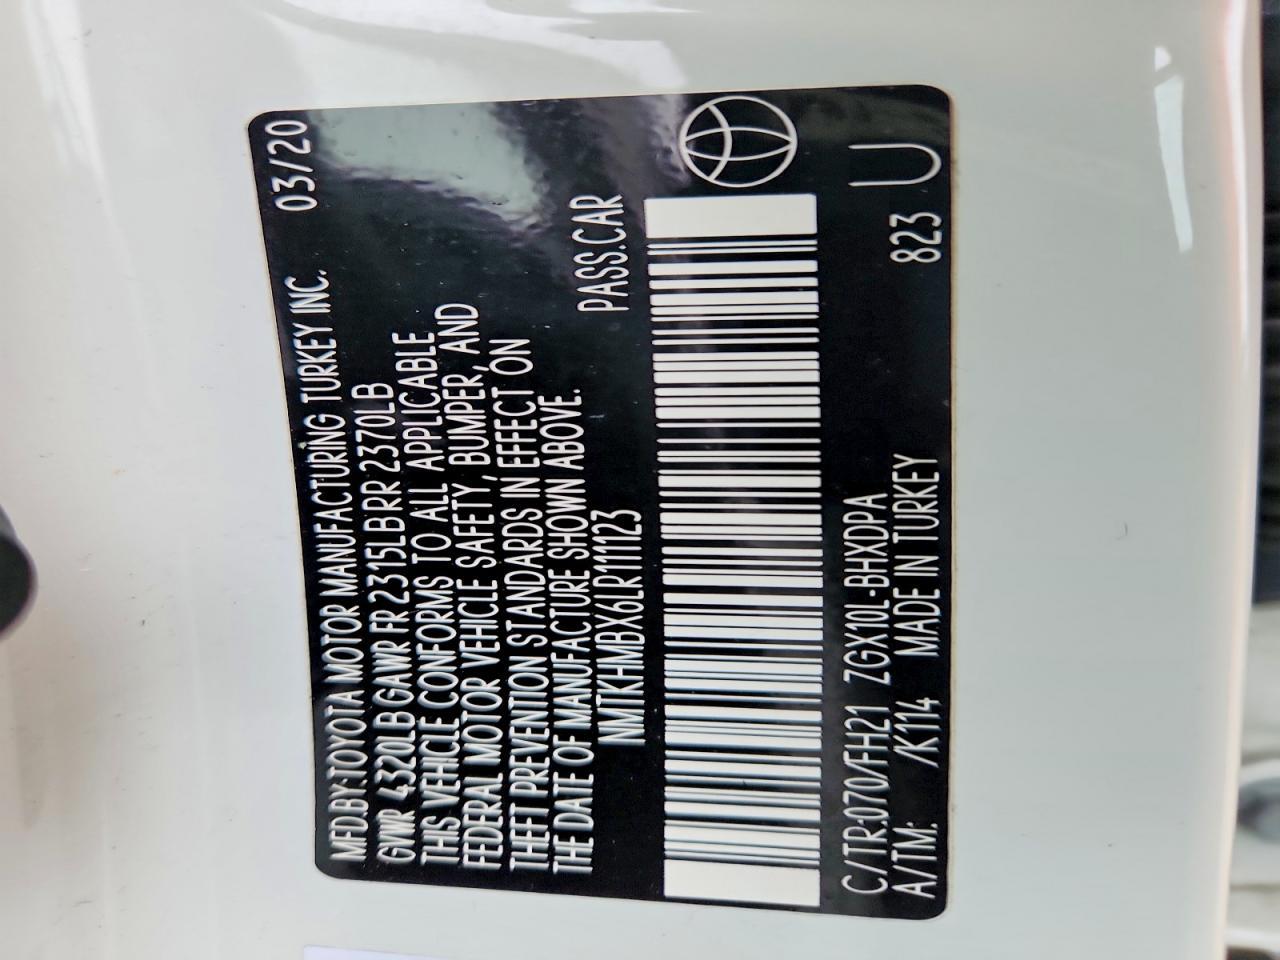 MFD.BY:TOYOTA MOTOR MANUFACTURING TURKEY INC. 03/20
GVWR 4320LB GAWR FR 2315LB RR 2370LB
THIS VEHICLE CONFORMS TO ALL APPLICABLE
FEDERAL MOTOR VEHICLE SAFETY, BUMPER, AND
THEFT PREVENTION STANDARDS IN EFFECT ON
THE DATE OF MANUFACTURE SHOWN ABOVE.
NMTKHMBX6LR111123 PASS.CAR
C/TR:070/FH21 ZGX10L-BHXDPA
A/TM: /K114 MADE IN TURKEY 823 U